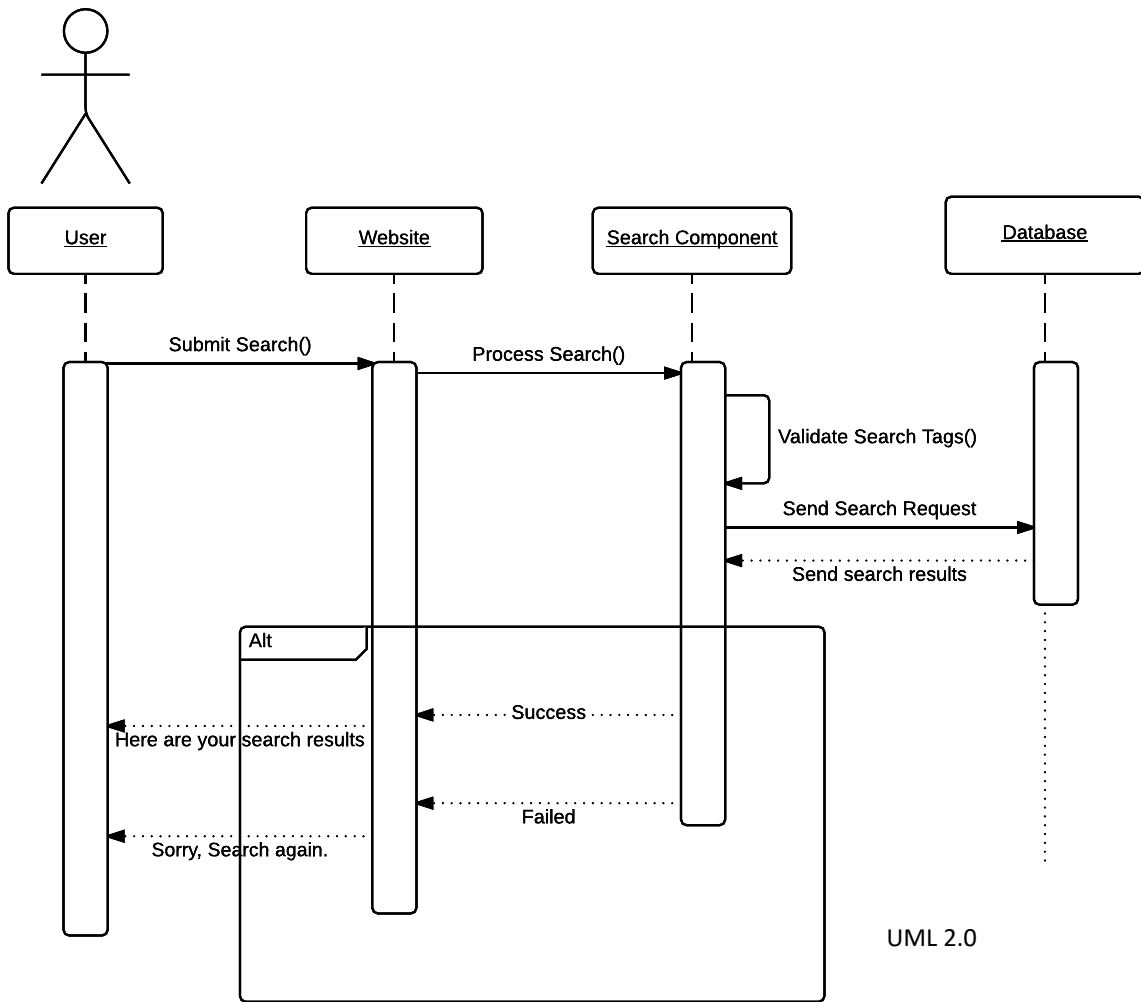 User
Website
Search Component
Database
Submit Search()
Process Search()
Validate Search Tags()
Send Search Request
Send search results
Alt
Success
Here are your search results
Failed
Sorry, Search again.
UML 2.0